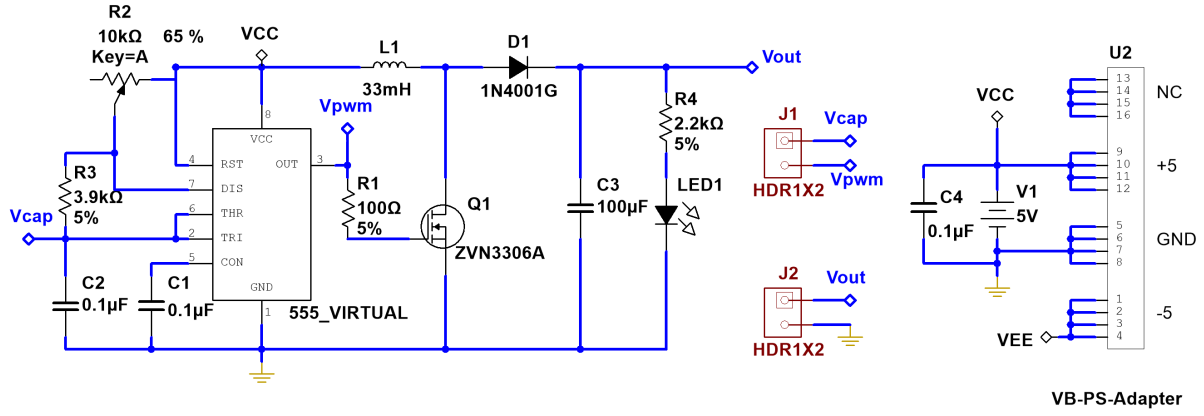 R2
10kΩ
Key=A
65 %
VCC
L1
33mH
D1
1N4001G
Vout
Vpwm
R3
3.9kΩ
5%
Vcap
C2
0.1µF
C1
0.1µF
8
VCC
4
RST
OUT
3
7
DIS
6
THR
2
TRI
5
CON
GND
1
555_VIRTUAL
R1
100Ω
5%
Q1
ZVN3306A
C3
100µF
R4
2.2kΩ
5%
LED1
J1
Vcap
Vpwm
HDR1X2
J2
Vout
HDR1X2
VCC
C4
0.1µF
V1
5V
VEE
U2
13
14
15
16
NC
9
10
11
12
+5
5
6
7
8
GND
1
2
3
4
-5
VB-PS-Adapter